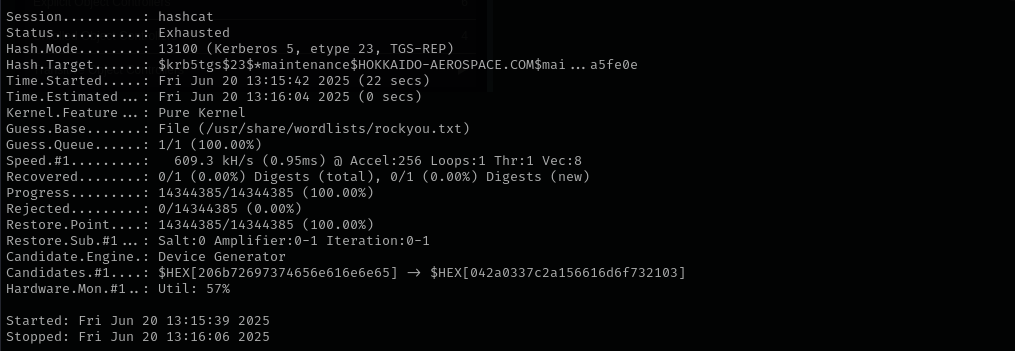 Session..........: hashcat
Status...........: Exhausted
Hash.Mode........: 13100 (Kerberos 5, etype 23, TGS-REP)
Hash.Target......: $krb5tgs$23$*maintenance$HOKKAIDO-AEROSPACE.COM$mai...a5fe0e
Time.Started.....: Fri Jun 20 13:15:42 2025 (22 secs)
Time.Estimated...: Fri Jun 20 13:16:04 2025 (0 secs)
Kernel.Feature...: Pure Kernel
Guess.Base.......: File (/usr/share/wordlists/rockyou.txt)
Guess.Queue......: 1/1 (100.00%)
Speed.#1.........:   609.3 kH/s (0.95ms) @ Accel:256 Loops:1 Thr:1 Vec:8
Recovered........: 0/1 (0.00%) Digests (total), 0/1 (0.00%) Digests (new)
Progress.........: 14344385/14344385 (100.00%)
Rejected.........: 0/14344385 (0.00%)
Restore.Point....: 14344385/14344385 (100.00%)
Restore.Sub.#1...: Salt:0 Amplifier:0-1 Iteration:0-1
Candidate.Engine.: Device Generator
Candidates.#1....: $HEX[206b72697374656e616e6e65] -> $HEX[042a0337c2a156616d6f732103]
Hardware.Mon.#1..: Util: 57%
Started: Fri Jun 20 13:15:39 2025
Stopped: Fri Jun 20 13:16:06 2025